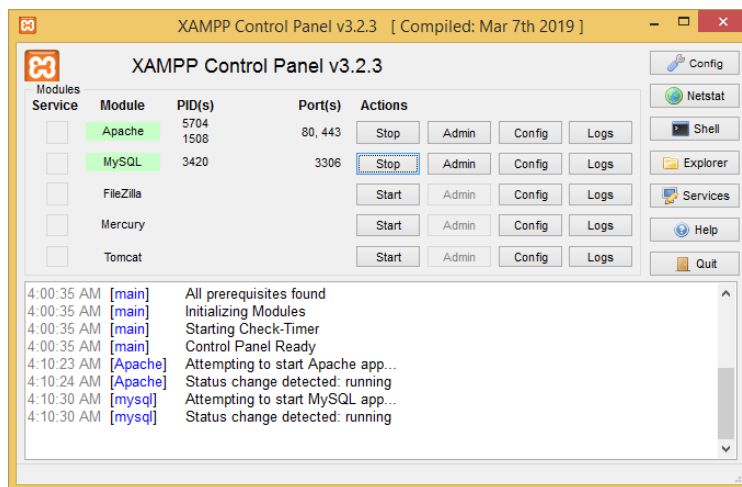 XAMPP Control Panel v3.2.3 [ Compiled: Mar 7th 2019 ]
XAMPP Control Panel v3.2.3
Config
Modules
Service Module PID(s) Port(s) Actions
Netstat
Apache 5704 1508 80, 443 Stop Admin Config Logs
Shell
MySQL 3420 3306 Stop Admin Config Logs
Explorer
FileZilla Start Admin Config Logs
Services
Mercury Start Admin Config Logs
Help
Tomcat Start Admin Config Logs
Quit
4:00:35 AM [main] All prerequisites found
4:00:35 AM [main] Initializing Modules
4:00:35 AM [main] Starting Check-Timer
4:00:35 AM [main] Control Panel Ready
4:10:23 AM [Apache] Attempting to start Apache app...
4:10:24 AM [Apache] Status change detected: running
4:10:30 AM [mysql] Attempting to start MySQL app...
4:10:30 AM [mysql] Status change detected: running